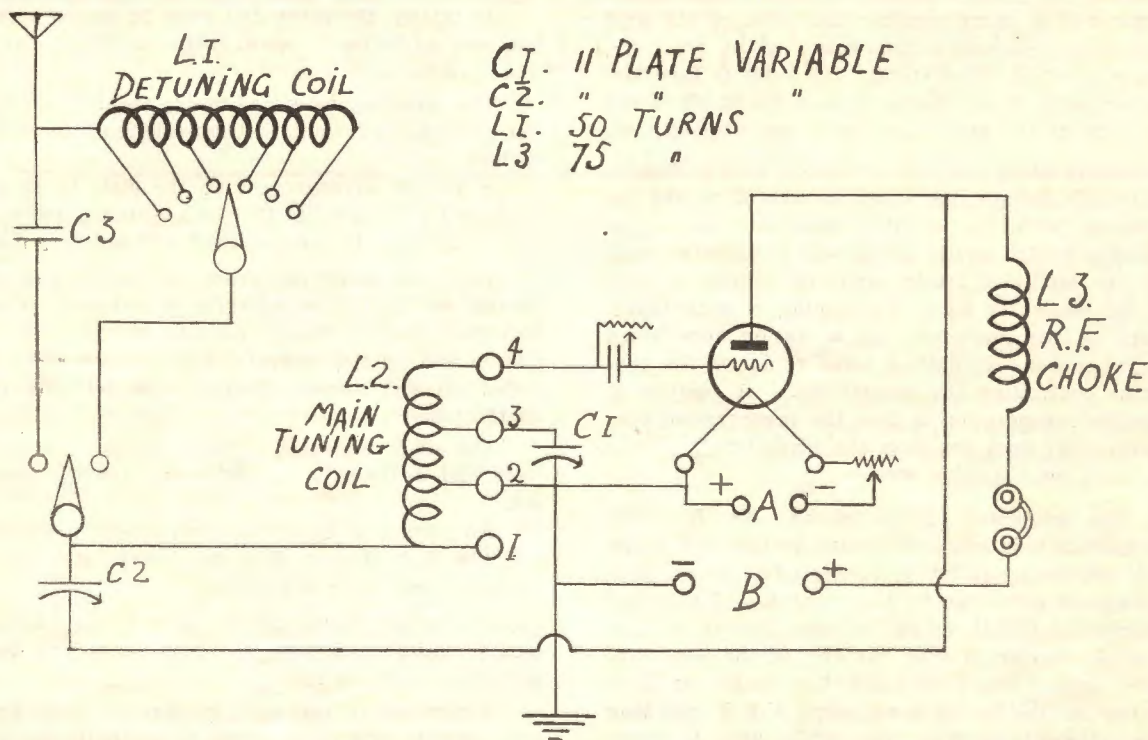 L1.
DETUNING COIL
C1. 11 PLATE VARIABLE
C2. " " "
L1. 50 TURNS
L3 75 "
C3
L2.
MAIN
TUNING
COIL
4
3
2
1
C1
L3.
R.F.
CHOKE
+ A -
- B +
C2